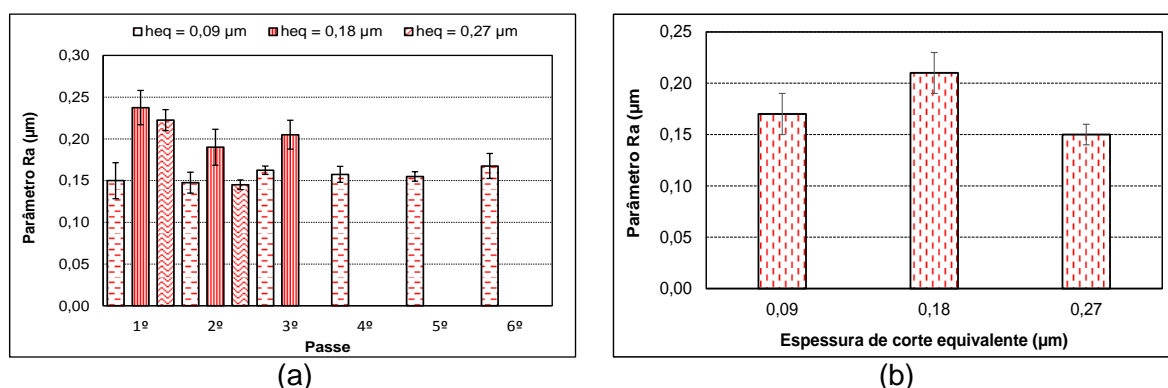 heq = 0,09 µm heq = 0,18 µm heq = 0,27 µm
Parâmetro Ra (µm)
0,30
0,25
0,20
0,15
0,10
0,05
0,00
1º 2º 3º 4º 5º 6º
Passe
(a)
Parâmetro Ra (µm
0,25
0,20
0,15
0,10
0,05
0,00
0,09 0,18 0,27
Espessura de corte equivalente (µm)
(b)